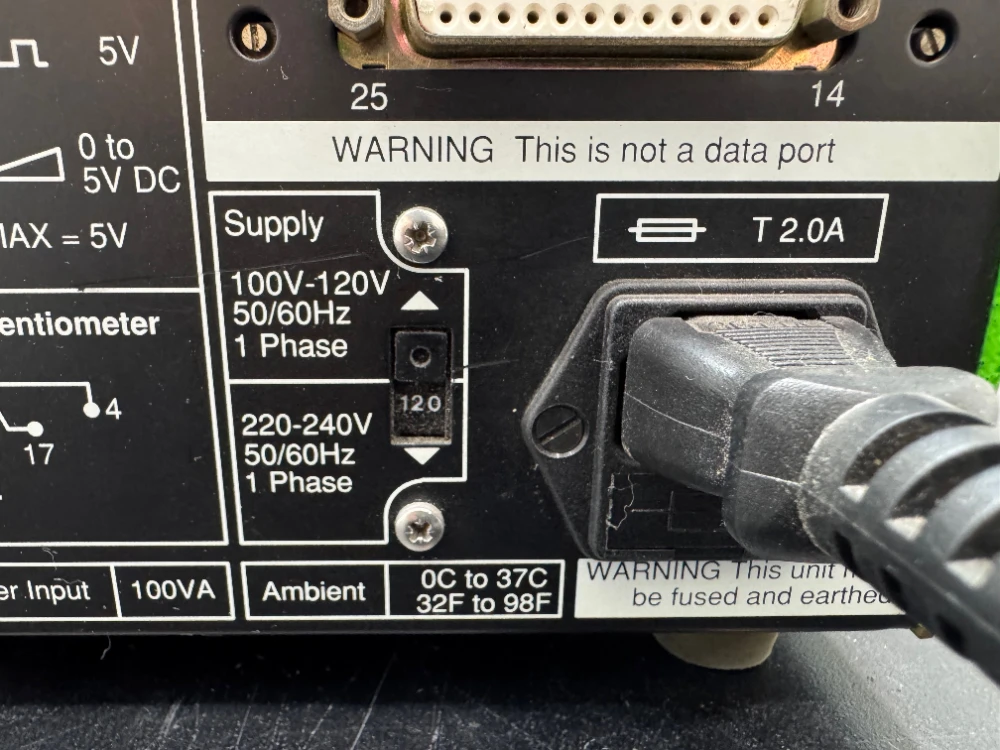 5V
0 to
5V DC
MAX = 5V
entiometer
4
17
25
14
WARNING This is not a data port
Supply
100V-120V
50/60Hz
1 Phase
120
220-240V
50/60Hz
1 Phase
T 2.0A
er Input
100VA
Ambient
0C to 37C
32F to 98F
WARNING This unit
be fused and earthed